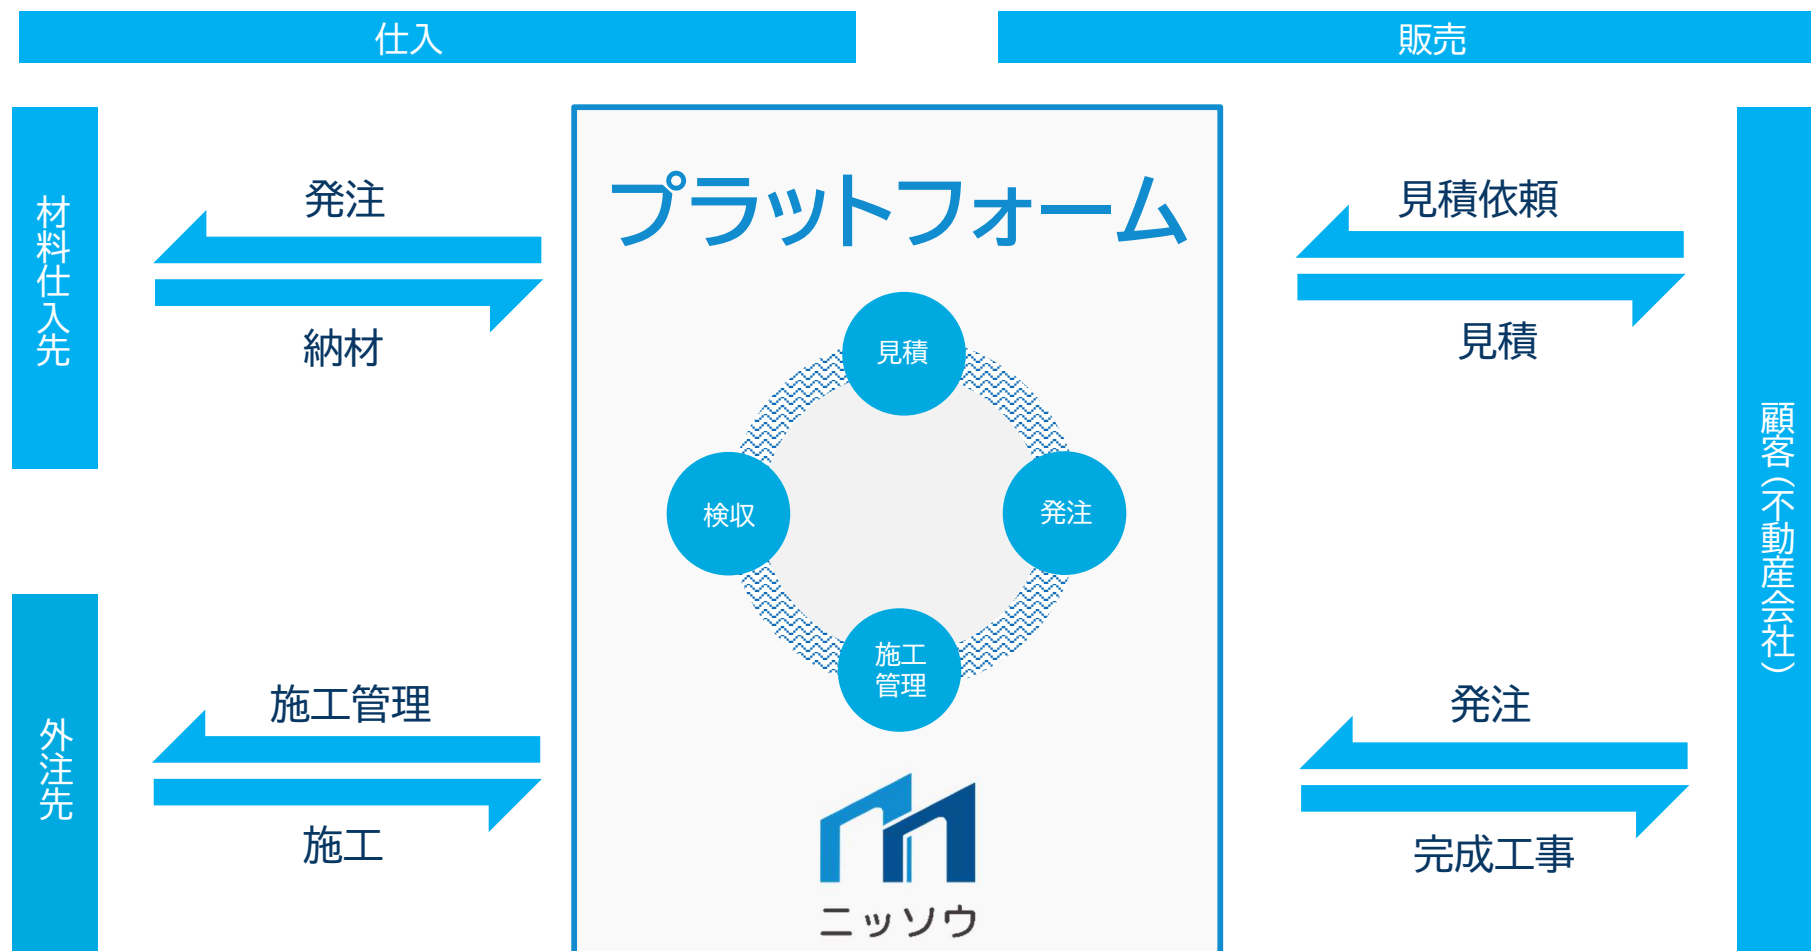 仕入
販売
材料仕入先
発注
納材
外注先
施工管理
施工
プラットフォーム
見積
発注
施工
管理
検収
ニッソウ
見積依頼
見積
発注
完成工事
顧客(不動産会社)